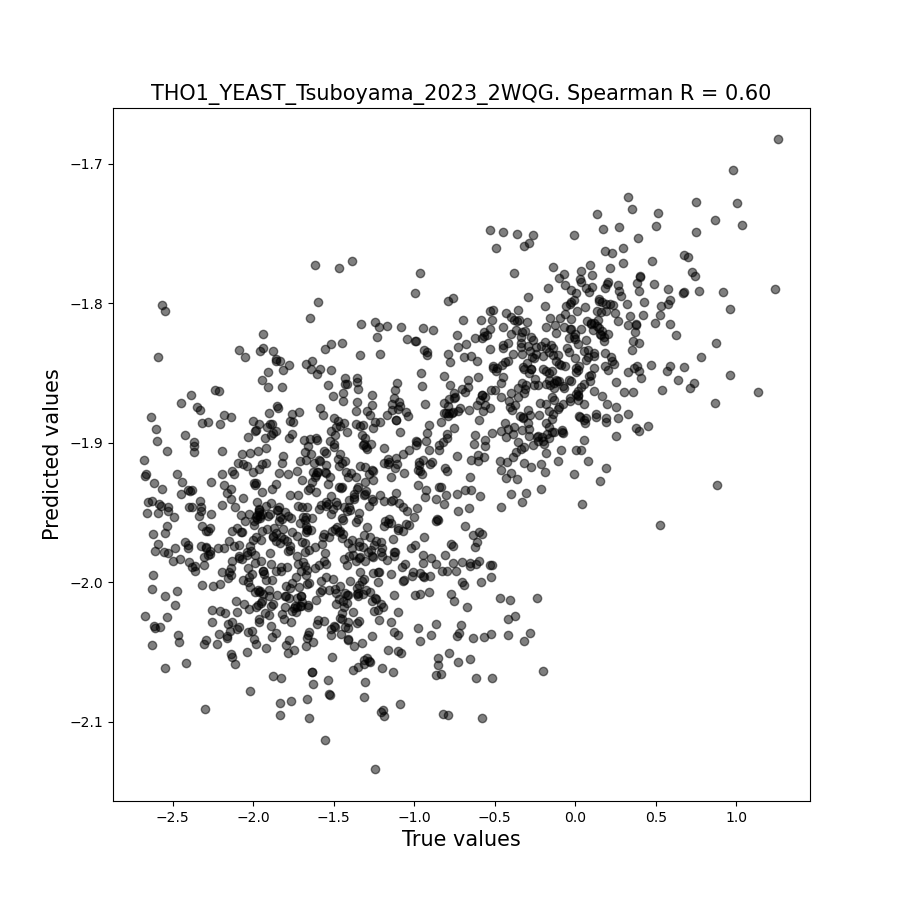 THO1_YEAST_Tsuboyama_2023_2WQG. Spearman R = 0.60
Predicted values
−1.7
−1.8
−1.9
−2.0
−2.1
−2.5 −2.0 −1.5 −1.0 −0.5 0.0 0.5 1.0
True values